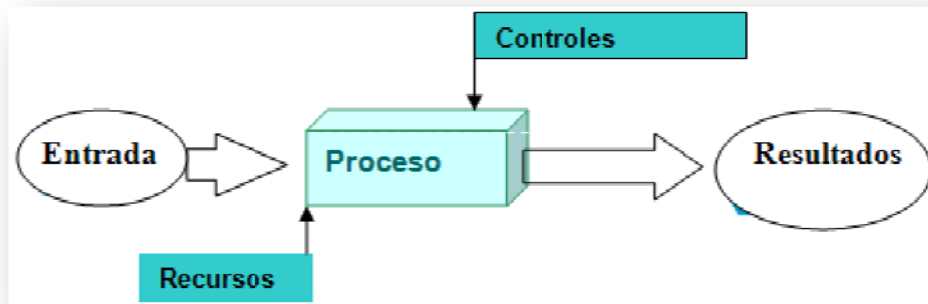 Controles
Entrada
Proceso
Resultados
Recursos